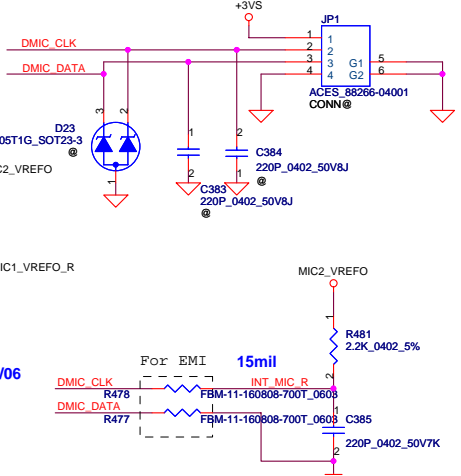 +3VS
JP1
DMIC_CLK
1 1
2 2
3 3
4 4
G1 5
G2 6
DMIC_DATA
ACES_88266-04001
CONN@
3 2
D23
05T1G_SOT23-3
@
1
C2_VREFO
1
2
C383
220P_0402_50V8J
@
2
1
C384
220P_0402_50V8J
@
IC1_VREFO_R
MIC2_VREFO
1
R481
2.2K_0402_5%
2
/06
For EMI
15mil
DMIC_CLK
INT_MIC_R
R478
FBM-11-160808-700T_0603
DMIC_DATA
R477
FBM-11-160808-700T_0603
1
C385
220P_0402_50V7K
2